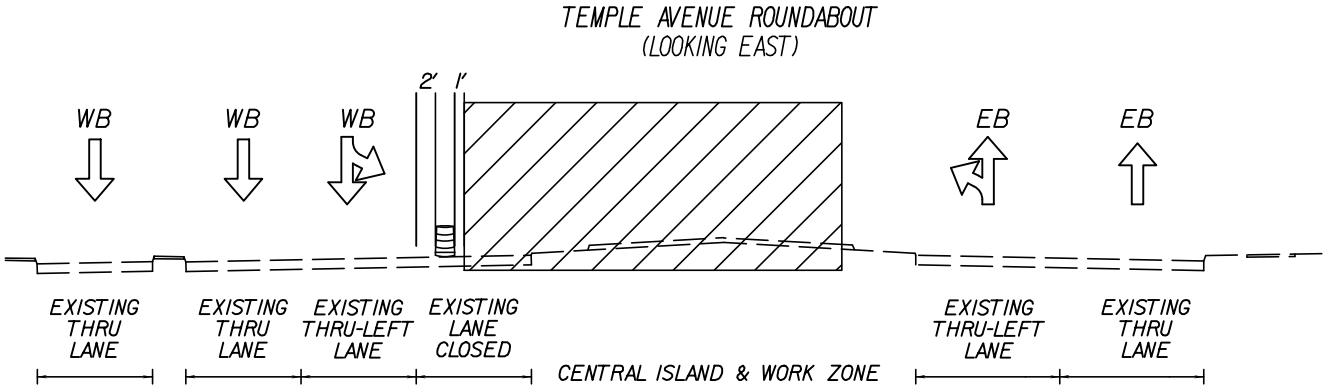 TEMPLE AVENUE ROUNDABOUT
(LOOKING EAST)
2' 1'
WB WB WB EB EB
EXISTING
THRU
LANE
EXISTING
THRU
LANE
EXISTING
THRU-LEFT
LANE
EXISTING
LANE
CLOSED
CENTRAL ISLAND & WORK ZONE
EXISTING
THRU-LEFT
LANE
EXISTING
THRU
LANE